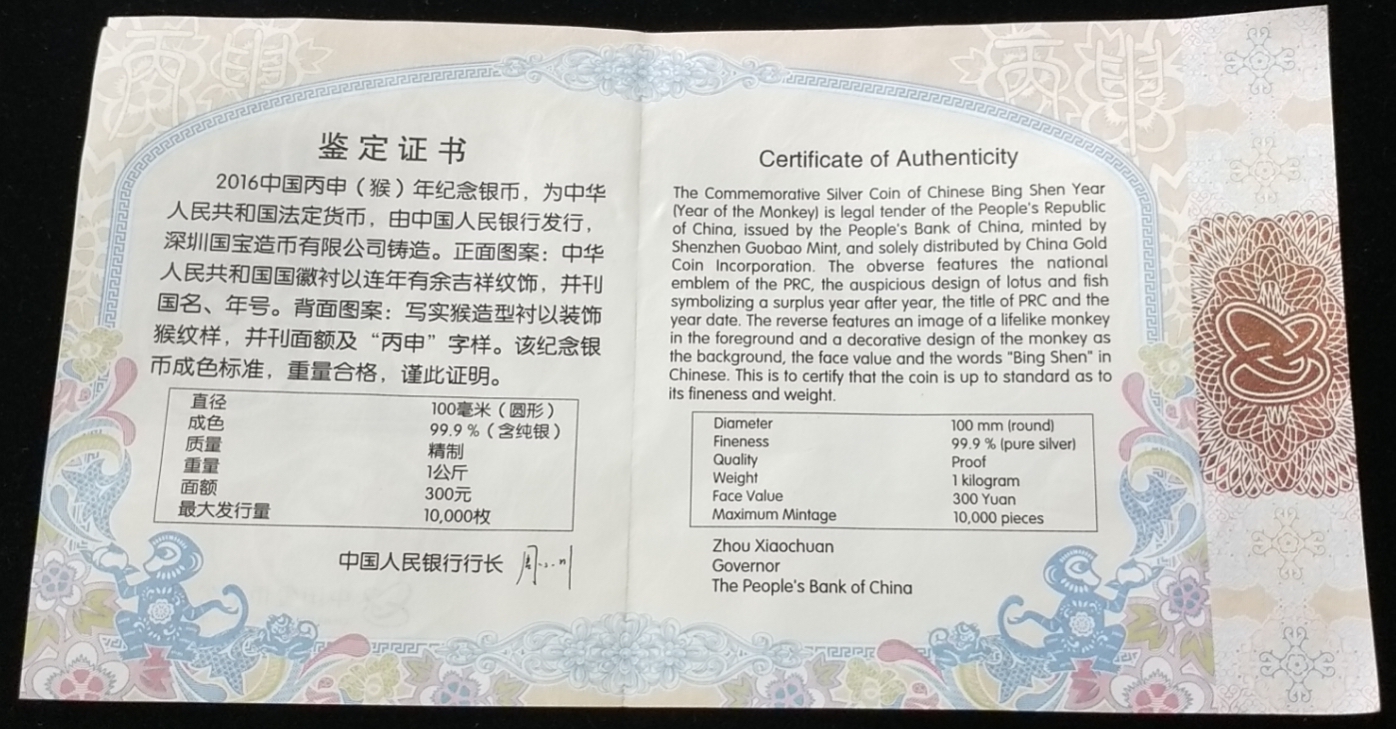 鉴定证书
2016中国丙申（猴）年纪念银币，为中华
人民共和国法定货币，由中国人民银行发行，
深圳国宝造币有限公司铸造。正面图案：中华
人民共和国国徽衬以连年有余吉祥纹饰，并刊
国名、年号。背面图案：写实猴造型衬以装饰
猴纹样，并刊面额及“丙申”字样。该纪念银
币成色标准，重量合格，谨此证明。
直径 100毫米（圆形）
成色 99.9％（含纯银）
质量 精制
重量 1公斤
面额 300元
最大发行量 10,000枚
中国人民银行行长
Certificate of Authenticity
The Commemorative Silver Coin of Chinese Bing Shen Year
(Year of the Monkey) is legal tender of the People's Republic
of China, issued by the People's Bank of China, minted by
Shenzhen Guobao Mint, and solely distributed by China Gold
Coin Incorporation. The obverse features the national
emblem of the PRC, the auspicious design of lotus and fish
symbolizing a surplus year after year, the title of PRC and the
year date. The reverse features an image of a lifelike monkey
in the foreground and a decorative design of the monkey as
the background, the face value and the words "Bing Shen" in
Chinese. This is to certify that the coin is up to standard as to
its fineness and weight.
Diameter 100 mm (round)
Fineness 99.9 % (pure silver)
Quality Proof
Weight 1 kilogram
Face Value 300 Yuan
Maximum Mintage 10,000 pieces
Zhou Xiaochuan
Governor
The People's Bank of China